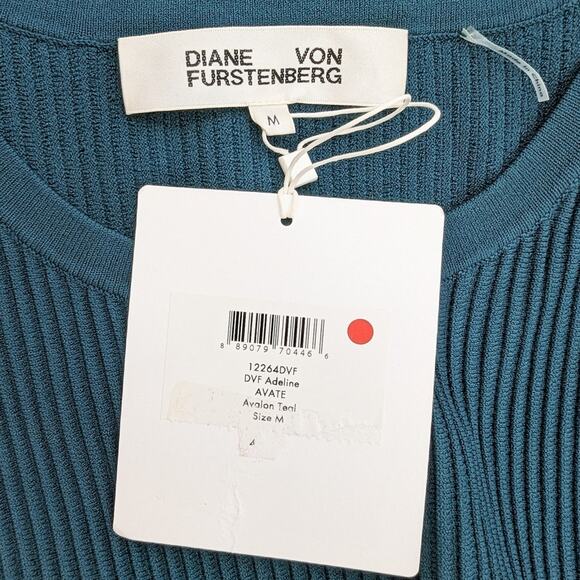 DIANE VON
FURSTENBERG
M
8 89079 70446 6
12264DVF
DVF Adeline
AVATE
Avalon Teal
Size M